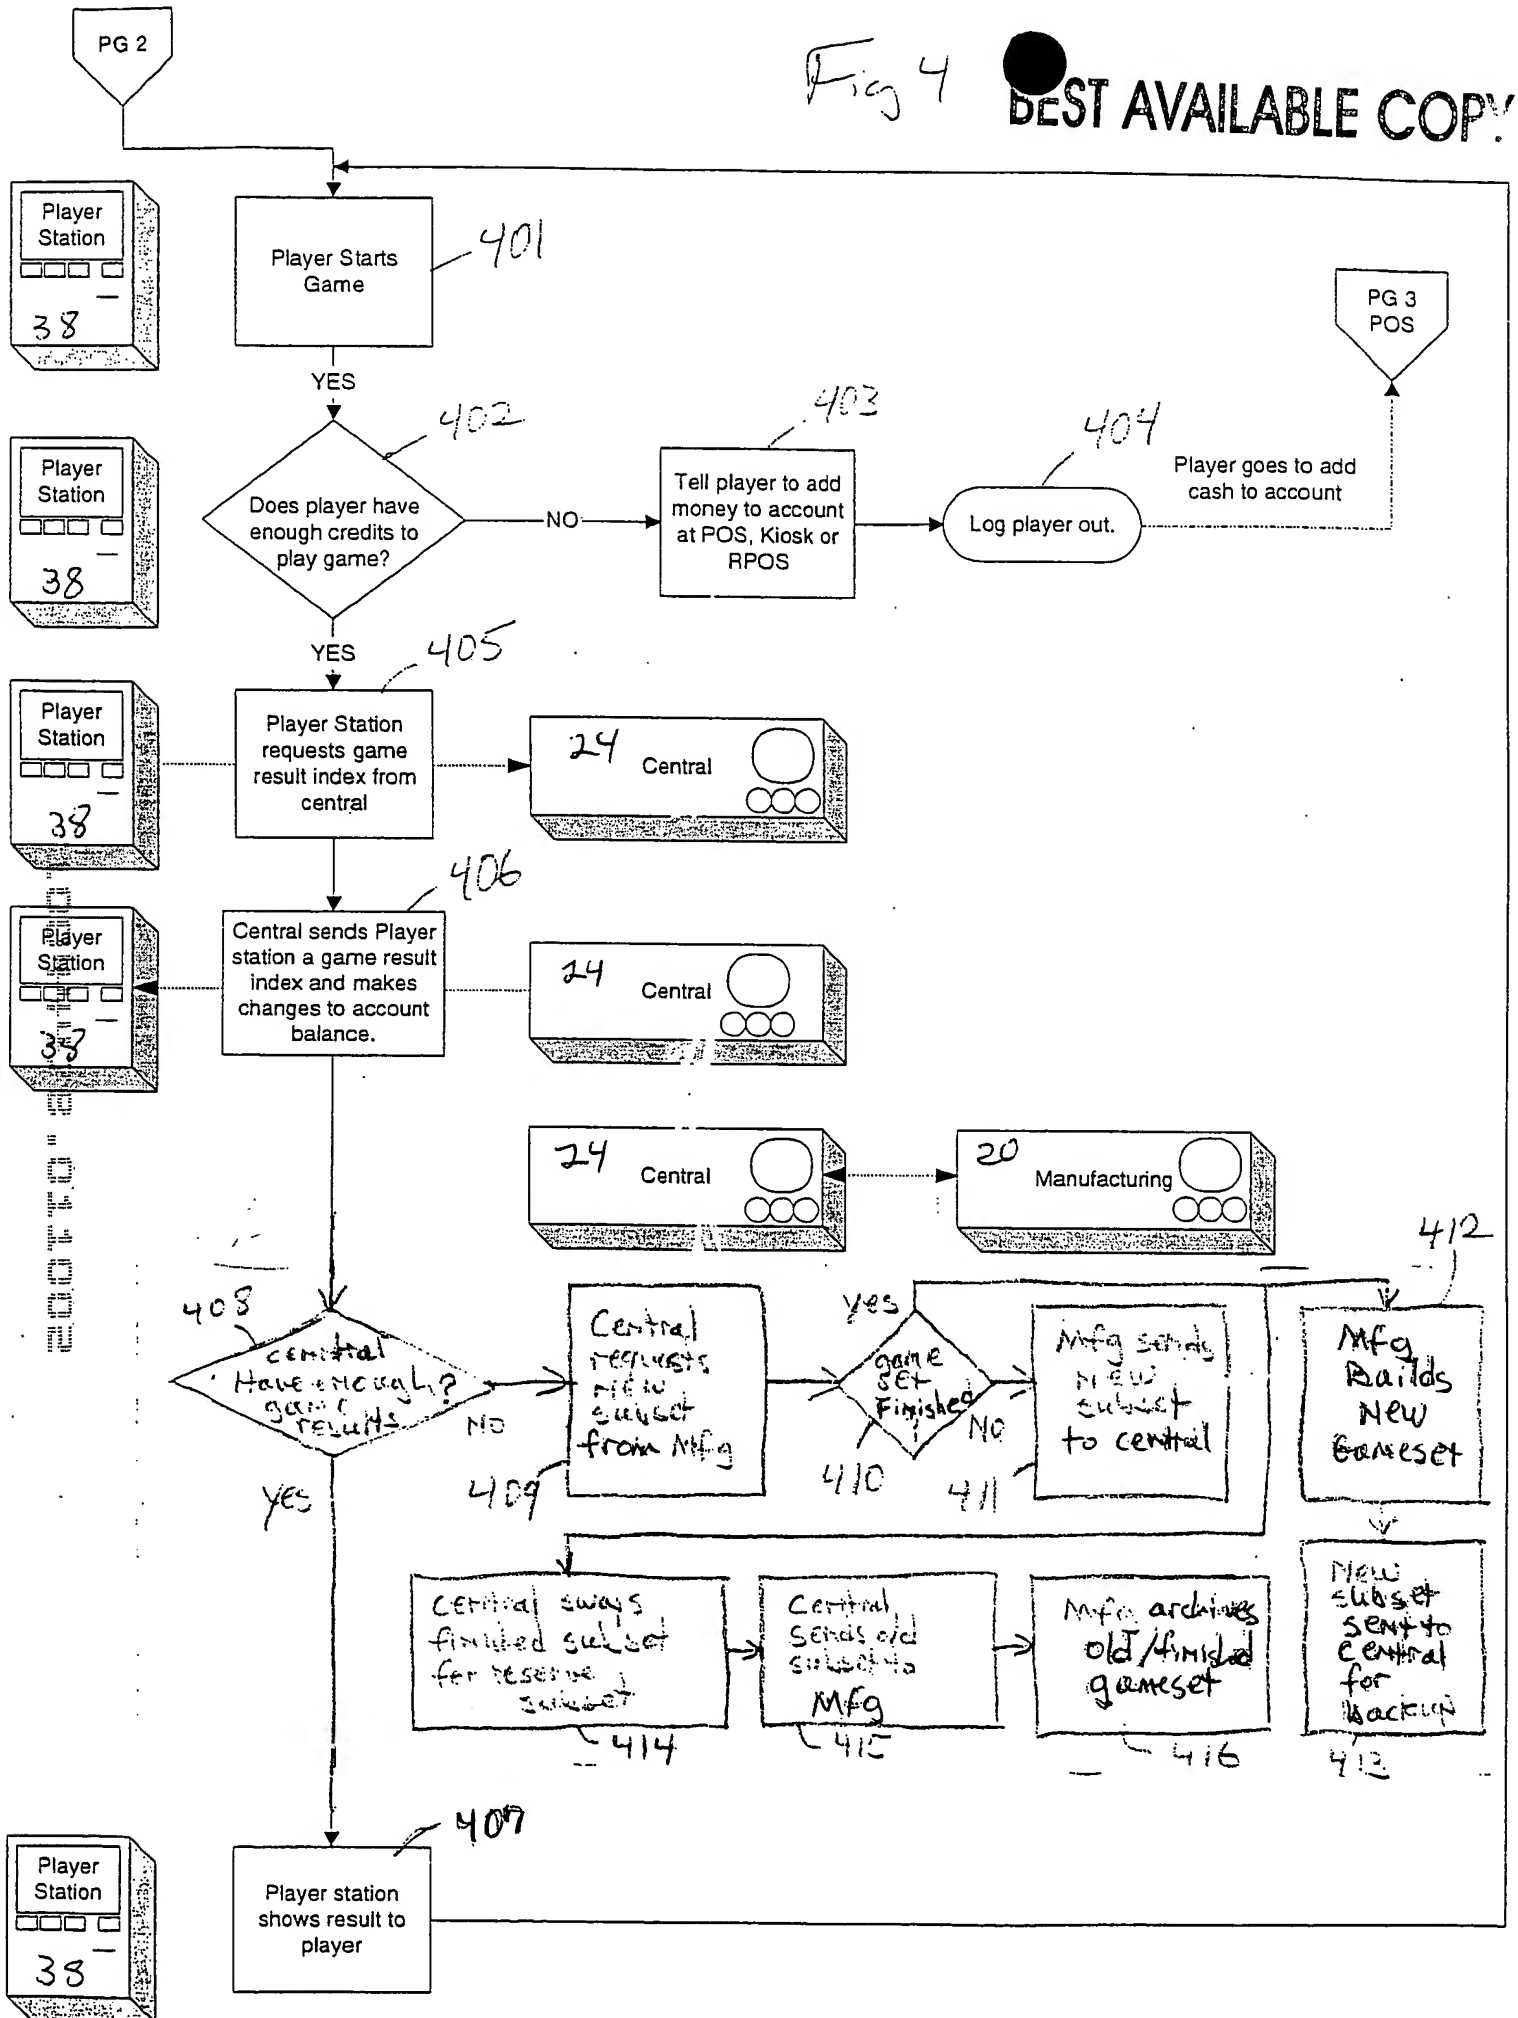 PG 2
Fig 4
BEST AVAILABLE COPY
Player
Station
38
Player Starts
Game
401
PG 3
POS
YES
Player
Station
38
402
Does player have
enough credits to
play game?
NO
403
Tell player to add
money to account
at POS, Kiosk or
RPOS
404
Log player out.
Player goes to add
cash to account
YES
405
Player
Station
38
Player Station
requests game
result index from
central
24
Central
406
Player
Station
38
Central sends Player
station a game result
index and makes
changes to account
balance.
24
Central
24
Central
20
Manufacturing
408
central
Have enough
game ?
results
NO
yes
Central
requests
New
subset
from Mfg
409
yes
game
set
Finished
NO
410
Mfg sends
New
subset
to central
411
412
Mfg
Builds
New
Gameset
New
subset
sent to
central
for
backup
413
Central swaps
finished subset
for reserve
subset
414
Central
sends old
subset to
Mfg
415
Mfg archives
old/finished
gameset
416
407
Player
Station
38
Player station
shows result to
player